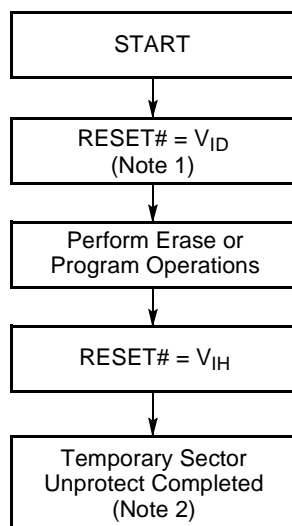 START
RESET# = VID
(Note 1)
Perform Erase or
Program Operations
RESET# = VIH
Temporary Sector
Unprotect Completed
(Note 2)